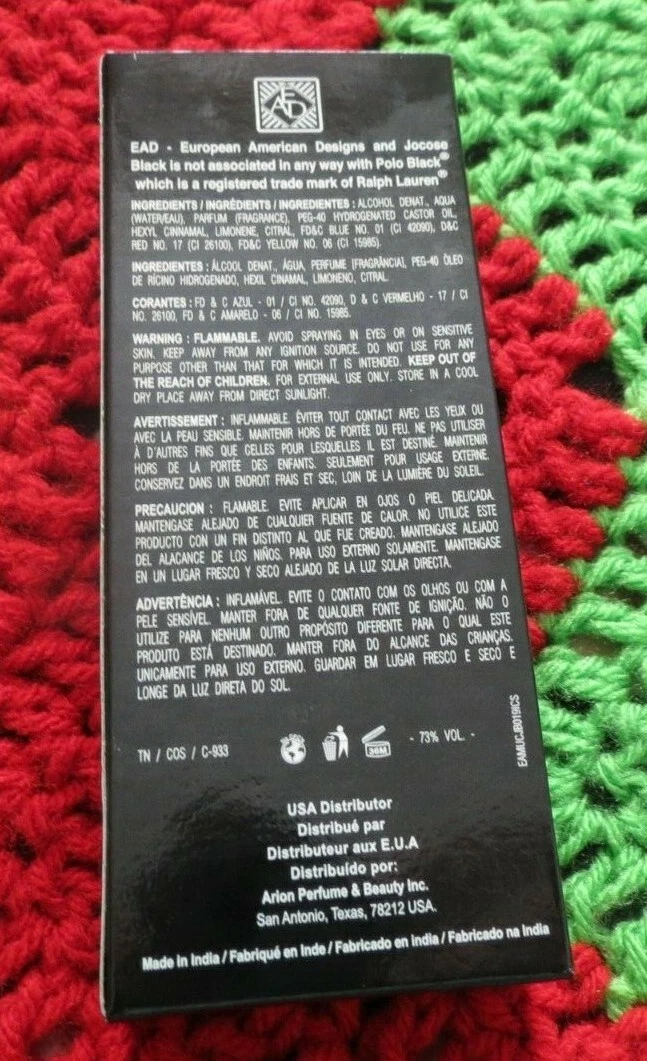 EAD
EAD - European American Designs and Jocose
Black is not associated in any way with Polo Black®
which is a registered trade mark of Ralph Lauren®
INGREDIENTS / INGRÉDIENTS / INGREDIENTES : ALCOHOL DENAT., AQUA
(WATER/EAU), PARFUM (FRAGRANCE), PEG-40 HYDROGENATED CASTOR OIL,
HEXYL CINNAMAL, LIMONENE, CITRAL, FD&C BLUE NO. 01 (CI 42090), D&C
RED NO. 17 (CI 26100), FD&C YELLOW NO. 06 (CI 15985).
INGREDIENTES : ÁLCOOL DENAT., ÁGUA, PERFUME [FRAGRÂNCIA], PEG-40 ÓLEO
DE RÍCINO HIDROGENADO, HEXIL CINAMAL, LIMONENO, CITRAL.
CORANTES : FD & C AZUL - 01 / CI NO. 42090, D & C VERMELHO - 17 / CI
NO. 26100, FD & C AMARELO - 06 / CI NO. 15985.
WARNING : FLAMMABLE. AVOID SPRAYING IN EYES OR ON SENSITIVE
SKIN. KEEP AWAY FROM ANY IGNITION SOURCE. DO NOT USE FOR ANY
PURPOSE OTHER THAN THAT FOR WHICH IT IS INTENDED. KEEP OUT OF
THE REACH OF CHILDREN. FOR EXTERNAL USE ONLY. STORE IN A COOL
DRY PLACE AWAY FROM DIRECT SUNLIGHT.
AVERTISSEMENT : INFLAMMABLE. ÉVITER TOUT CONTACT AVEC LES YEUX OU
AVEC LA PEAU SENSIBLE. MAINTENIR HORS DE PORTÉE DU FEU. NE PAS UTILISER
À D'AUTRES FINS QUE CELLES POUR LESQUELLES IL EST DESTINÉ. MAINTENIR
HORS DE LA PORTÉE DES ENFANTS. SEULEMENT POUR USAGE EXTERNE.
CONSERVEZ DANS UN ENDROIT FRAIS ET SEC, LOIN DE LA LUMIÈRE DU SOLEIL.
PRECAUCION : FLAMABLE. EVITE APLICAR EN OJOS O PIEL DELICADA.
MANTENGASE ALEJADO DE CUALQUIER FUENTE DE CALOR. NO UTILICE ESTE
PRODUCTO CON UN FIN DISTINTO AL QUE FUE CREADO. MANTENGASE ALEJADO
DEL ALACANCE DE LOS NIÑOS. PARA USO EXTERNO SOLAMENTE. MANTENGASE
EN UN LUGAR FRESCO Y SECO ALEJADO DE LA LUZ SOLAR DIRECTA.
ADVERTÊNCIA : INFLAMÁVEL. EVITE O CONTATO COM OS OLHOS OU COM A
PELE SENSÍVEL. MANTER FORA DE QUALQUER FONTE DE IGNIÇÃO. NÃO O
UTILIZE PARA NENHUM OUTRO PROPÓSITO DIFERENTE PARA O QUAL ESTE
PRODUTO ESTÁ DESTINADO. MANTER FORA DO ALCANCE DAS CRIANÇAS.
UNICAMENTE PARA USO EXTERNO. GUARDAR EM LUGAR FRESCO E SECO E
LONGE DA LUZ DIRETA DO SOL.
TN / COS / C-933
36M
- 73% VOL. -
EAMUCJB019ICS
USA Distributor
Distribué par
Distributeur aux E.U.A
Distribuído por:
Arion Perfume & Beauty Inc.
San Antonio, Texas, 78212 USA.
Made in India / Fabriqué en Inde / Fabricado en india / Fabricado na India